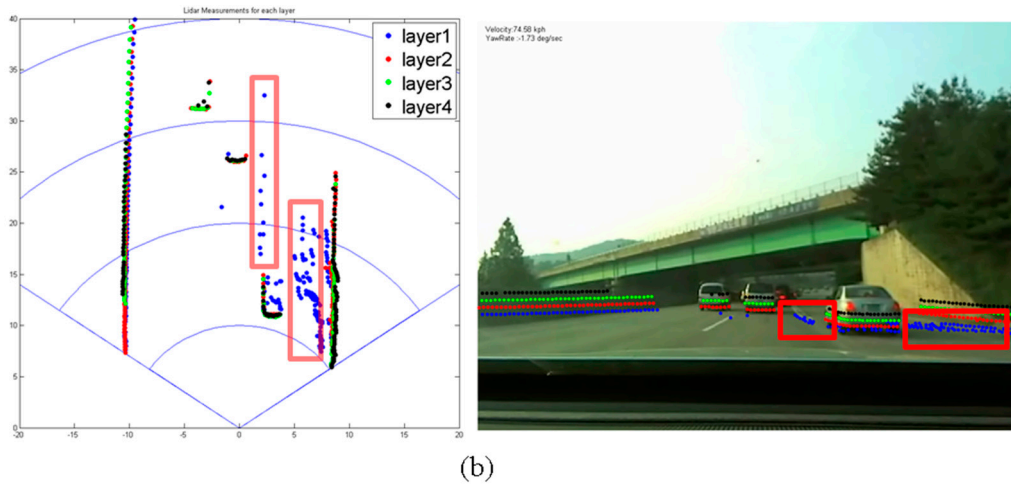 Lidar Measurements for each layer
40
35
30
25
20
15
10
5
0
-20
-15
-10
-5
0
5
10
15
20
layer1
layer2
layer3
layer4
Velocity:74.58 kph
YawRate :-1.73 deg/sec
(b)